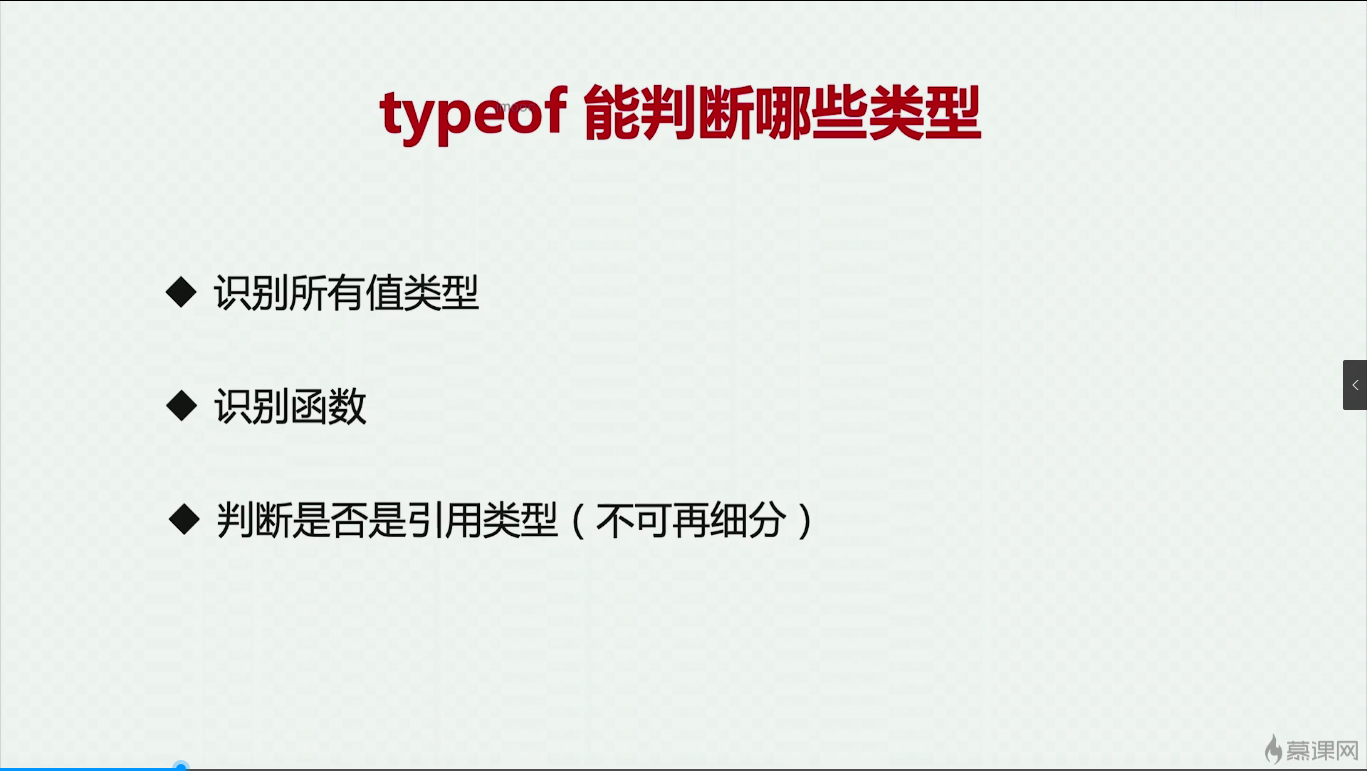 typeof 能判断哪些类型
识别所有值类型
识别函数
判断是否是引用类型（不可再细分）
慕课网